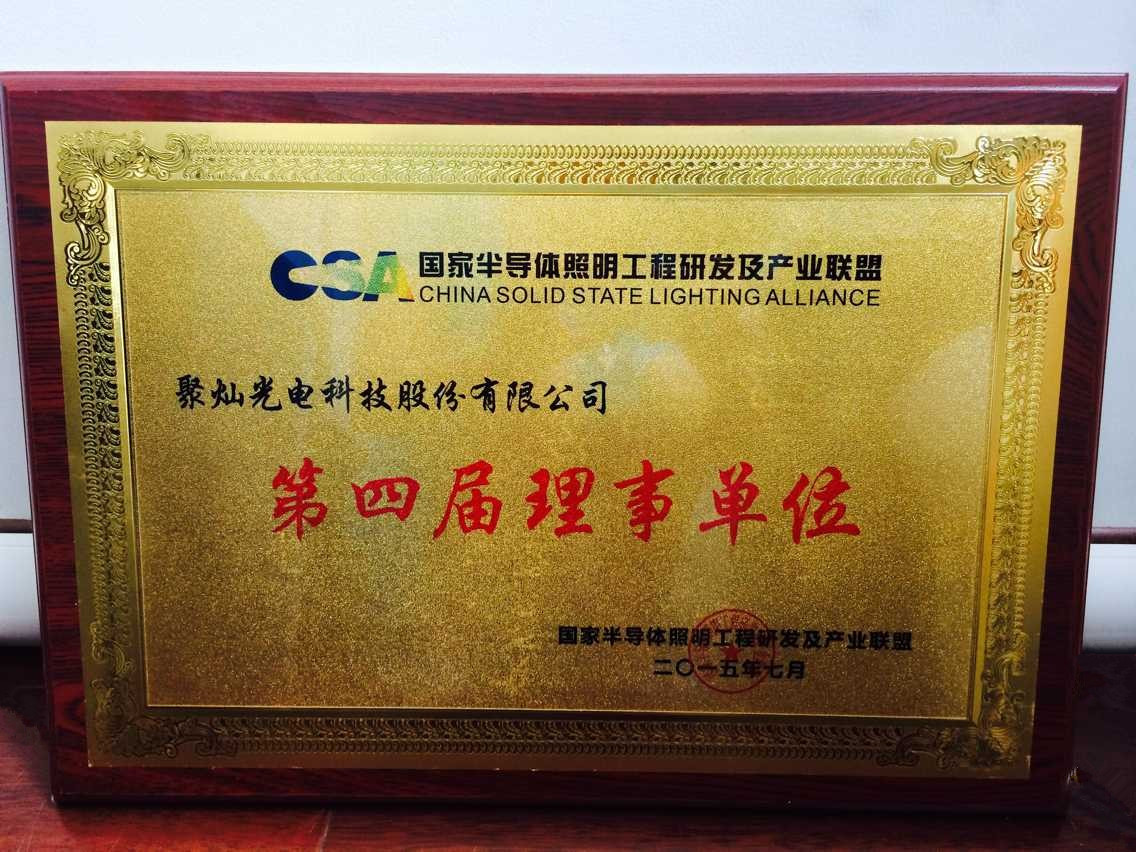 CSA 国家半导体照明工程研发及产业联盟
CHINA SOLID STATE LIGHTING ALLIANCE
聚灿光电科技股份有限公司
第四届理事单位
国家半导体照明工程研发及产业联盟
二〇一五年七月